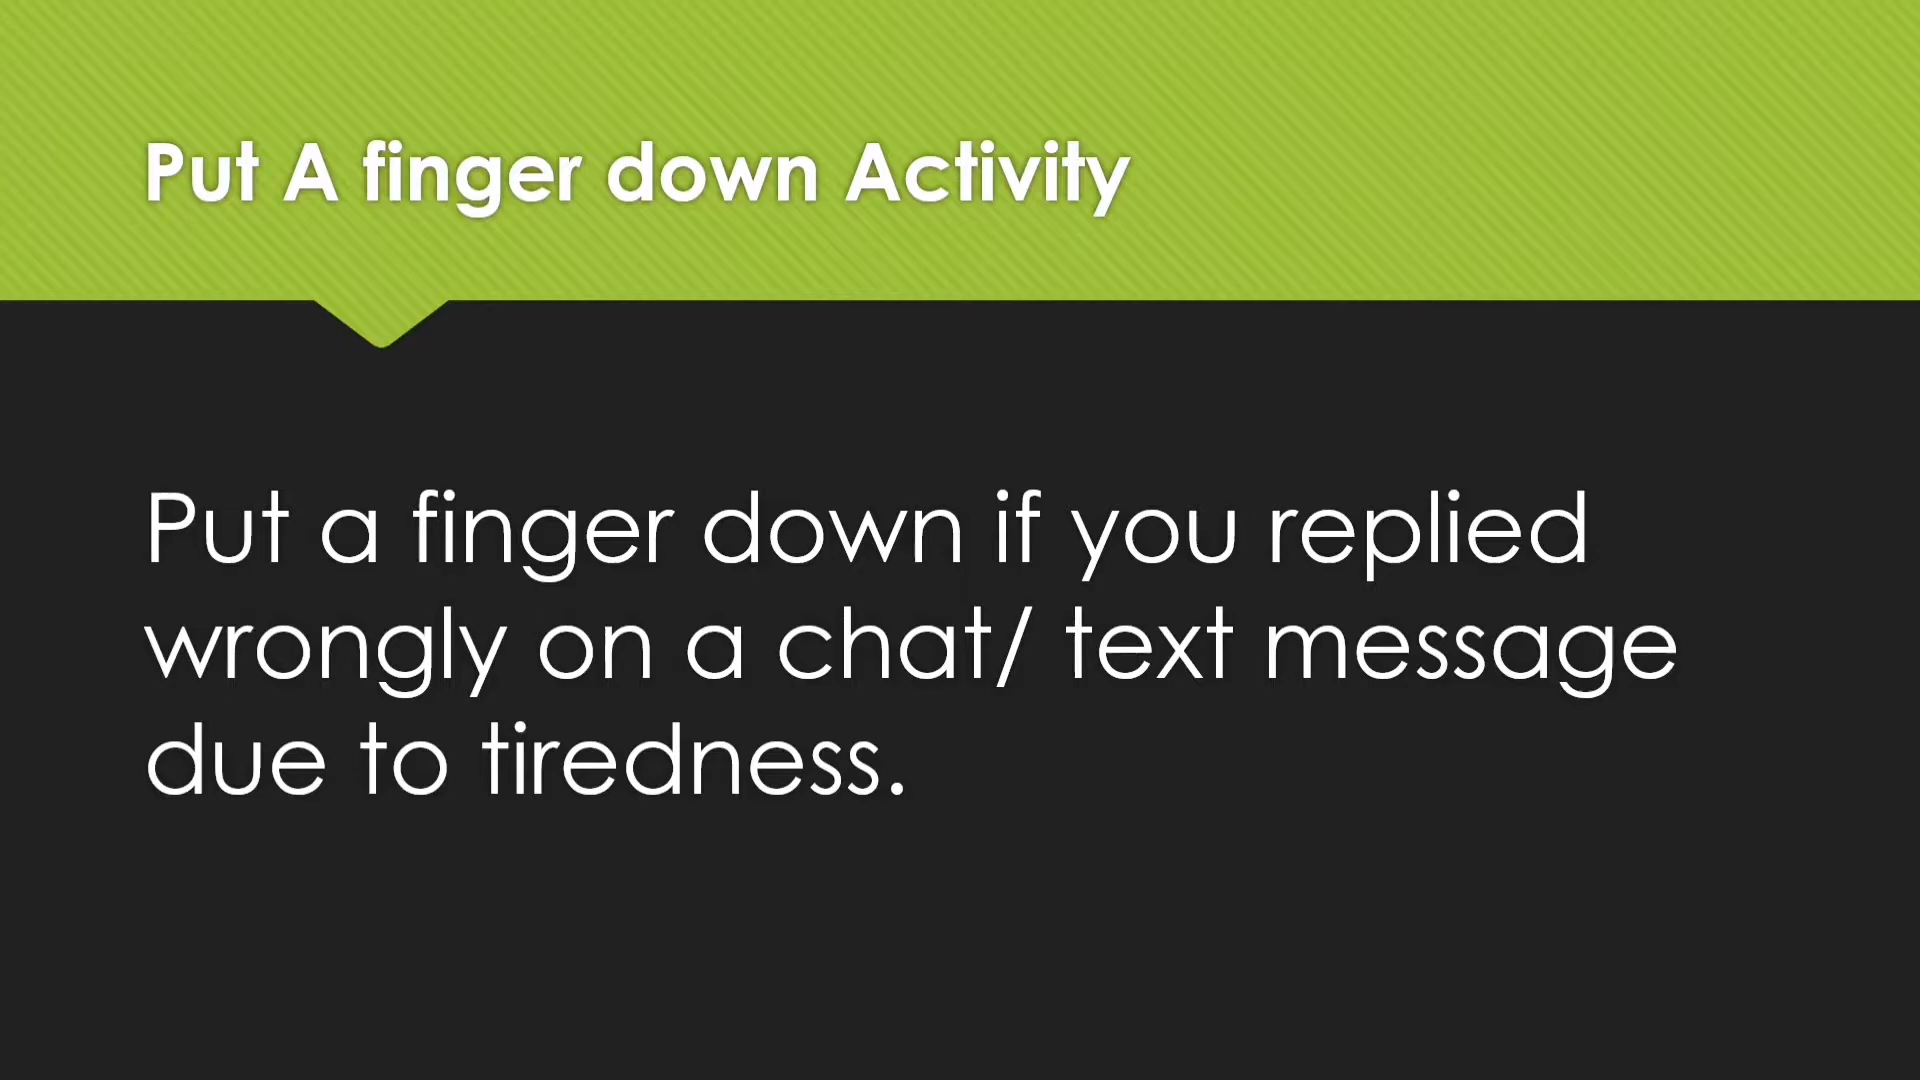 Put A finger down Activity
Put a finger down if you replied
wrongly on a chat/ text message
due to tiredness.